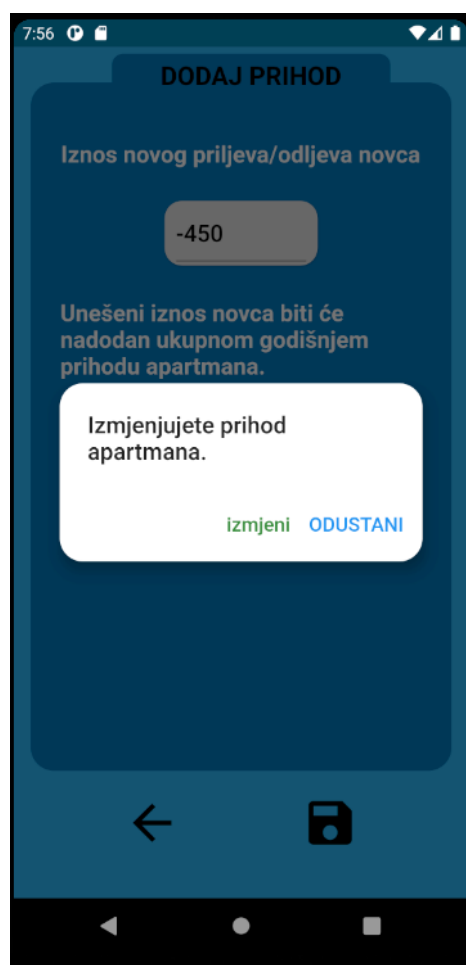 7:56
DODAJ PRIHOD
Iznos novog priljeva/odljeva novca
-450
Unešeni iznos novca biti će
nadodan ukupnom godišnjem
prihodu apartmana.
Izmjenjujete prihod
apartmana.
izmjeni ODUSTANI